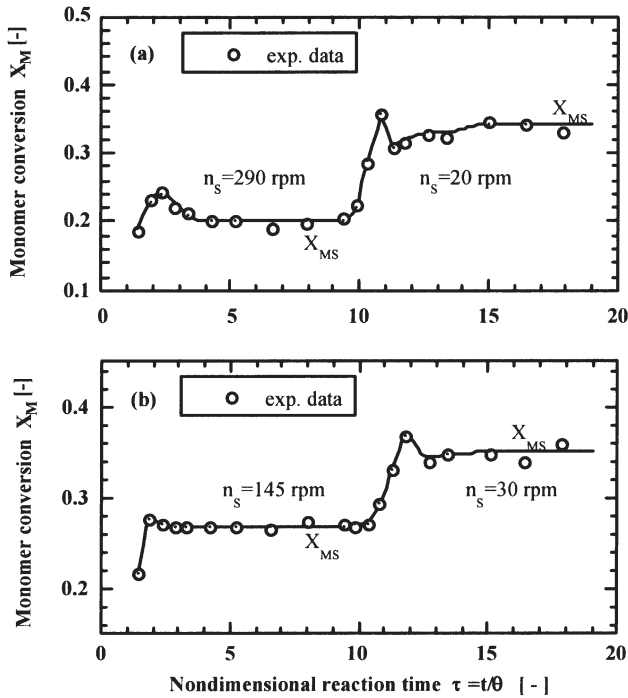 0.5
(a)
exp. data
0.4
X_MS
0.3
n_S=290 rpm
n_S=20 rpm
0.2
X_MS
0.1
0
5
10
15
20
Monomer conversion X_M [-]
(b)
exp. data
0.4
X_MS
n_S=145 rpm
n_S=30 rpm
0.3
X_MS
0.2
0
5
10
15
20
Monomer conversion X_M [-]
Nondimensional reaction time τ =t/θ [ - ]